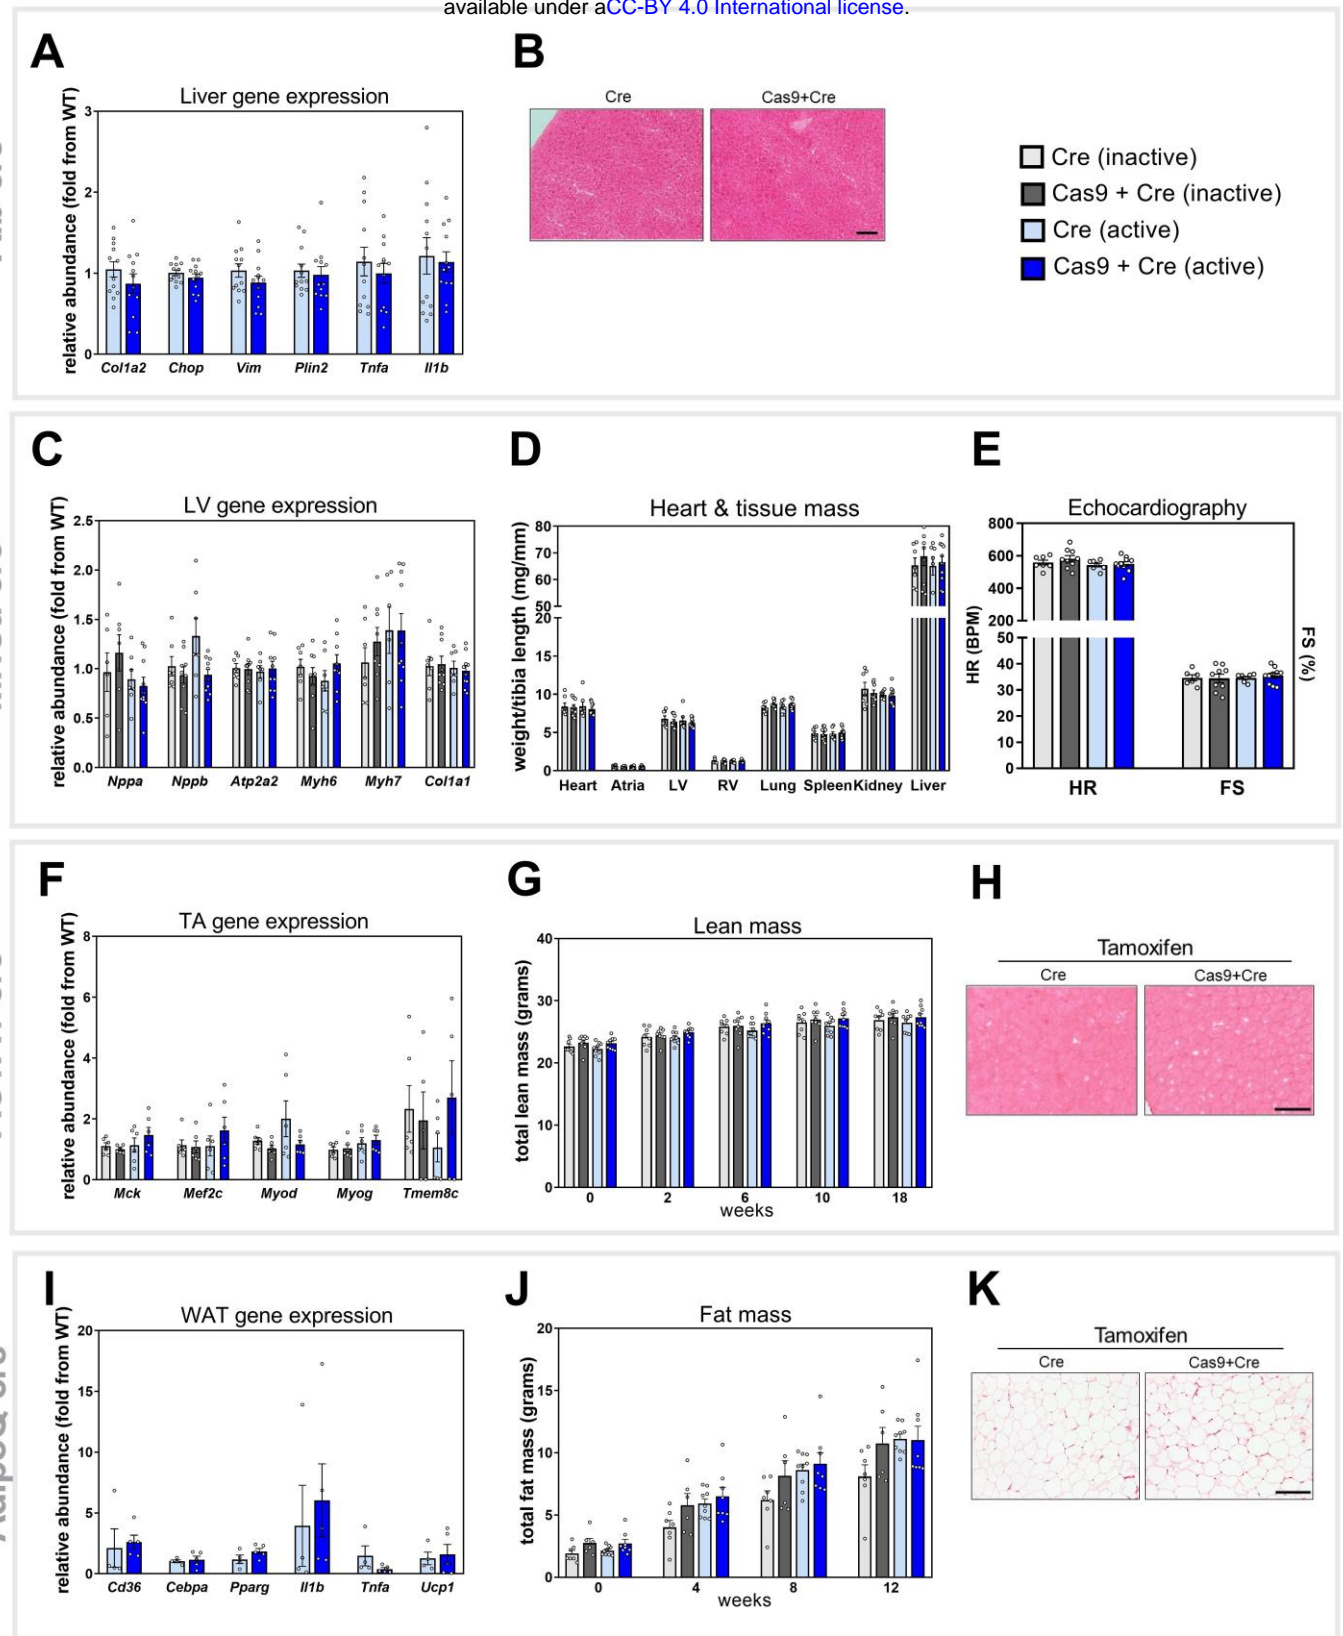 available under aCC-BY 4.0 International license.
A
Liver gene expression
relative abundance (fold from WT)
3
2
1
0
Col1a2 Chop Vim Plin2 Tnfa Il1b
B
Cre Cas9+Cre
Cre (inactive)
Cas9 + Cre (inactive)
Cre (active)
Cas9 + Cre (active)
C
LV gene expression
relative abundance (fold from WT)
2.5
2.0
1.5
1.0
0.5
0.0
Nppa Nppb Atp2a2 Myh6 Myh7 Col1a1
D
Heart & tissue mass
weight/tibia length (mg/mm)
80
70
60
50
20
15
10
5
0
Heart Atria LV RV Lung Spleen Kidney Liver
E
Echocardiography
HR (BPM)
800
600
400
200
50
40
30
20
10
0
FS (%)
HR FS
F
TA gene expression
relative abundance (fold from WT)
8
6
4
2
0
Mck Mef2c Myod Myog Tmem8c
G
Lean mass
total lean mass (grams)
40
30
20
10
0
0 2 6 10 18
weeks
H
Tamoxifen
Cre Cas9+Cre
I
WAT gene expression
relative abundance (fold from WT)
20
15
10
5
0
Cd36 Cebpa Pparg Il1b Tnfa Ucp1
J
Fat mass
total fat mass (grams)
20
15
10
5
0
0 4 8 12
weeks
K
Tamoxifen
Cre Cas9+Cre